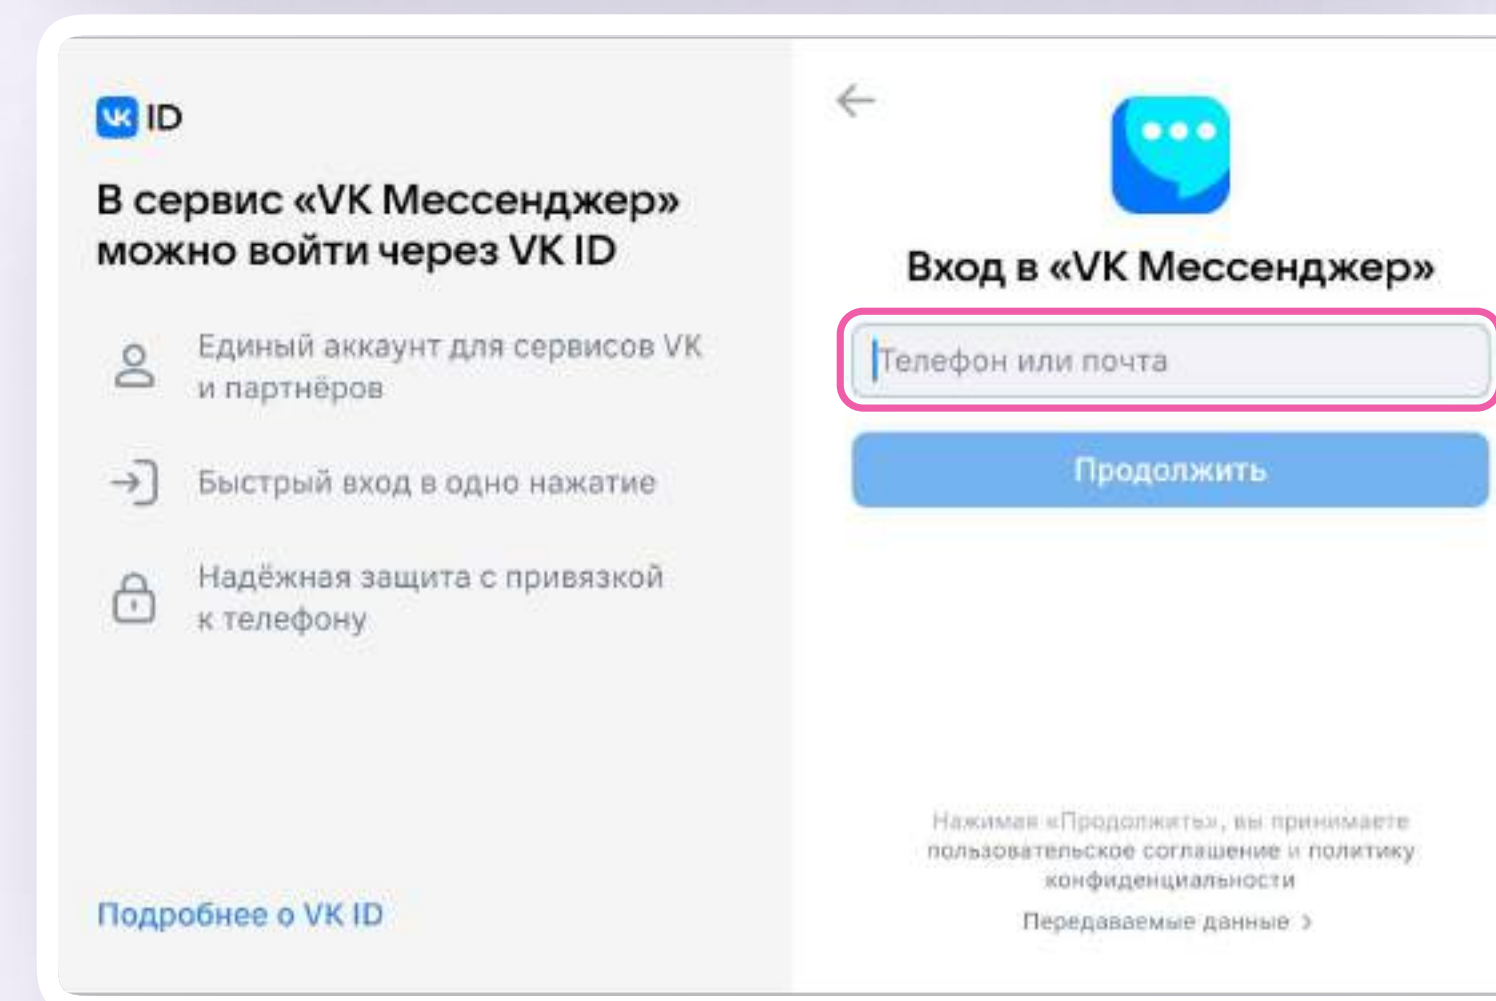 VK ID
В сервис «VK Мессенджер»
можно войти через VK ID
Единый аккаунт для сервисов VK
и партнёров
Быстрый вход в одно нажатие
Надёжная защита с привязкой
к телефону
Подробнее о VK ID
Вход в «VK Мессенджер»
Телефон или почта
Продолжить
Нажимая «Продолжить», вы принимаете
пользовательское соглашение и политику
конфиденциальности
Передаваемые данные >